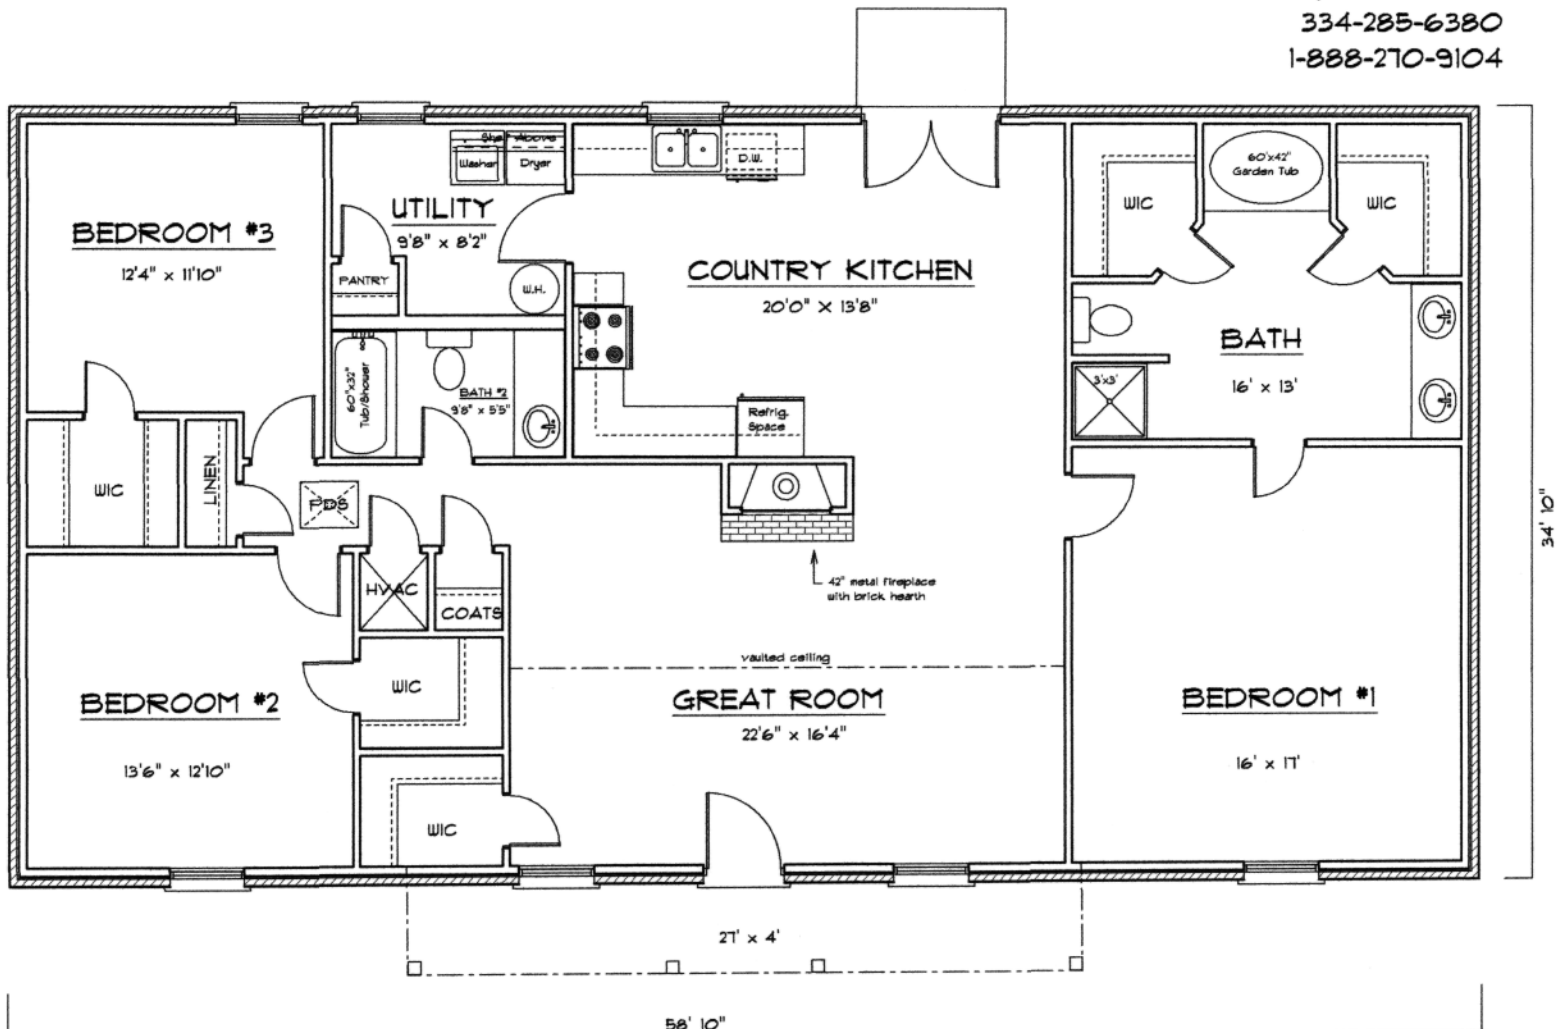 334-285-6380
1-888-270-9104
Shelf Above
Washer
Dryer
D.W.
60"x42"
Garden Tub
WIC
WIC
UTILITY
9'8" x 8'2"
BEDROOM #3
12'4" x 11'10"
PANTRY
W.H.
COUNTRY KITCHEN
20'0" X 13'8"
BATH
16' x 13'
60"x32"
Tub/Shower
BATH #2
9'8" x 5'5"
3'x3'
Refrig.
Space
WIC
LINEN
PDS
34' 10"
HVAC
COATS
42" metal fireplace
with brick hearth
vaulted ceiling
WIC
BEDROOM #2
13'6" x 12'10"
GREAT ROOM
22'6" x 16'4"
BEDROOM #1
16' x 17'
WIC
27' x 4'
58' 10"